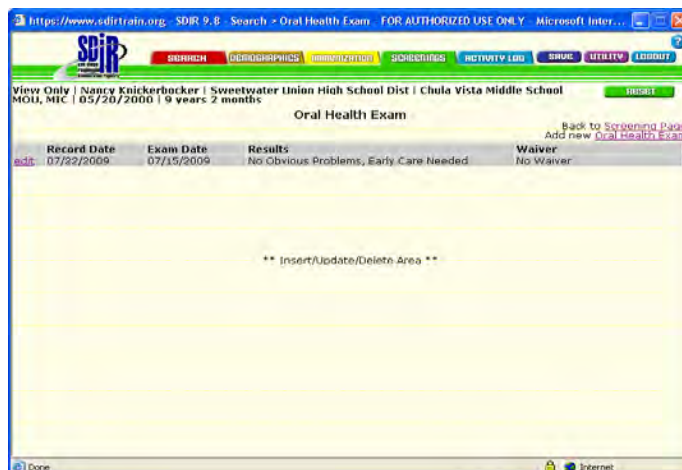 https://www.sdirtrain.org - SDIR 9.8 - Search > Oral Health Exam - FOR AUTHORIZED USE ONLY - Microsoft Inter...
SDIR
SEARCH DEMOGRAPHICS IMMUNIZATION SCREENINGS ACTIVITY LOG SAVE UTILITY LOGOUT
View Only | Nancy Knickerbocker | Sweetwater Union High School Dist | Chula Vista Middle School
RESET
MOU, MIC | 05/20/2000 | 9 years 2 months
Oral Health Exam
Back to Screening Page
Add new Oral Health Exam
Record Date Exam Date Results Waiver
edit 07/22/2009 07/15/2009 No Obvious Problems, Early Care Needed No Waiver
** Insert/Update/Delete Area **
Done Internet